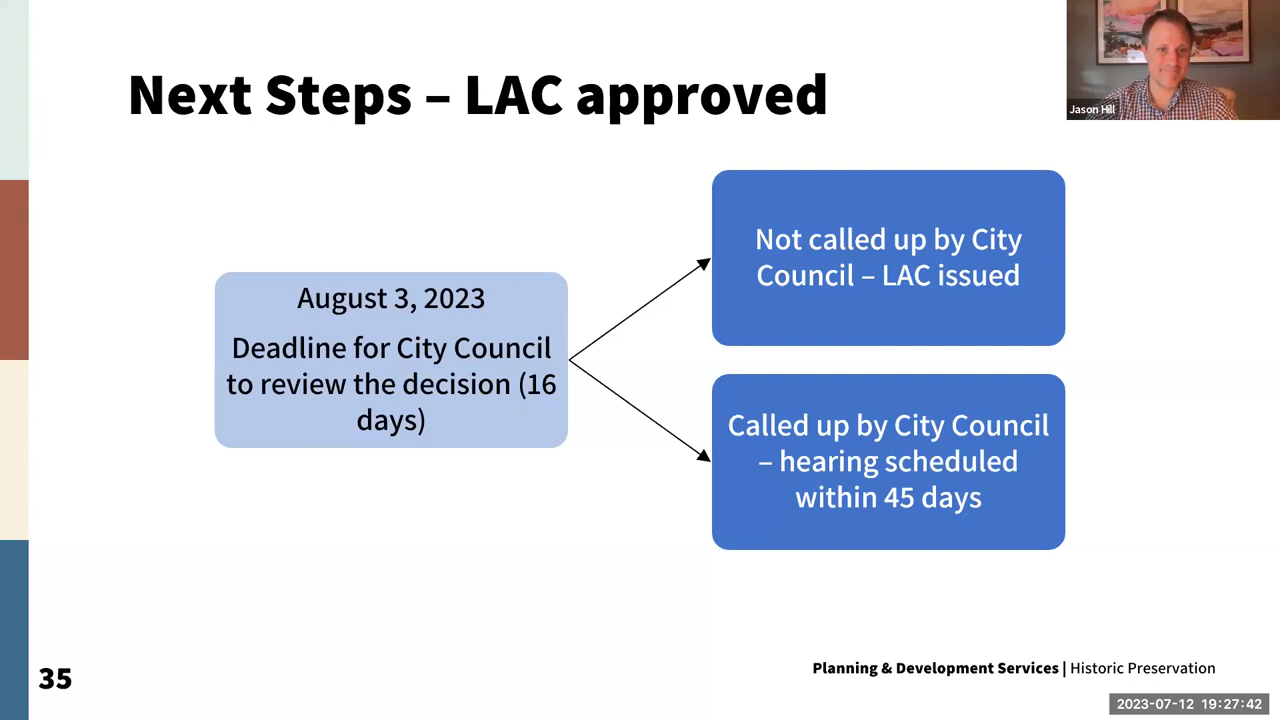 Next Steps – LAC approved
Jason Hill
August 3, 2023
Deadline for City Council
to review the decision (16
days)
Not called up by City
Council – LAC issued
Called up by City Council
– hearing scheduled
within 45 days
35
Planning & Development Services | Historic Preservation
2023-07-12 19:27:42